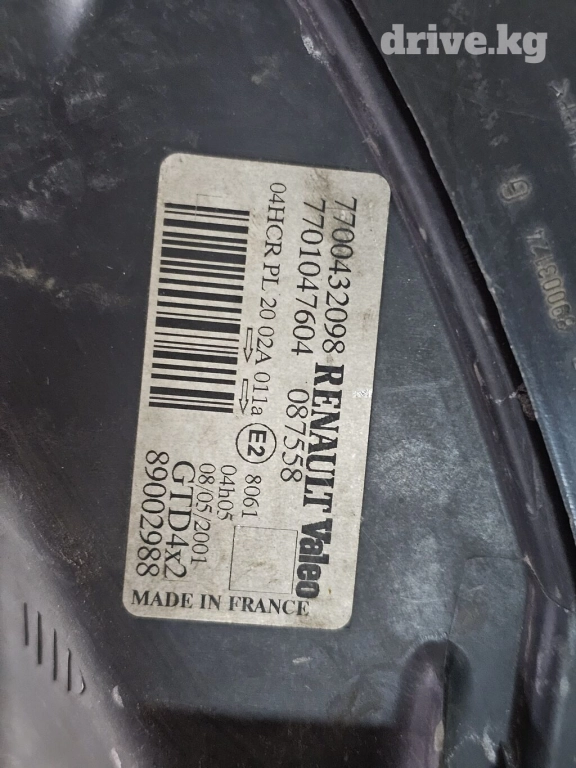 drive.kg
7700432098 RENAULT Valeo
7701047604 087558
04HCR PL 20 02A 011a E2 8061
04h05
08/05/2001
GTD4x2
89002988
MADE IN FRANCE